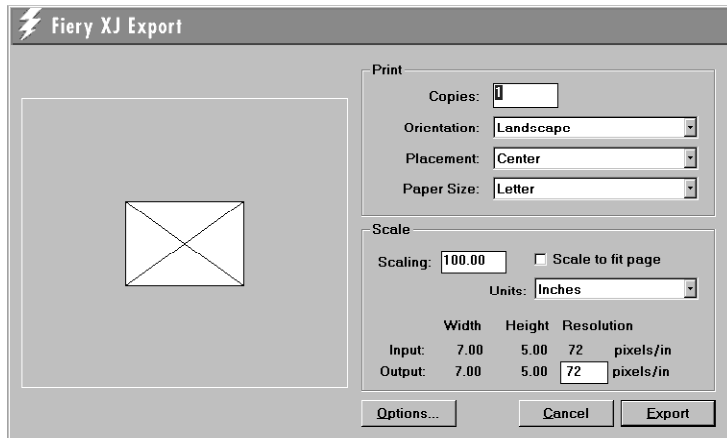 Fiery XJ Export
Print
Copies: 1
Orientation: Landscape
Placement: Center
Paper Size: Letter
Scale
Scaling: 100.00 Scale to fit page
Units: Inches
Width Height Resolution
Input: 7.00 5.00 72 pixels/in
Output: 7.00 5.00 72 pixels/in
Options... Cancel Export